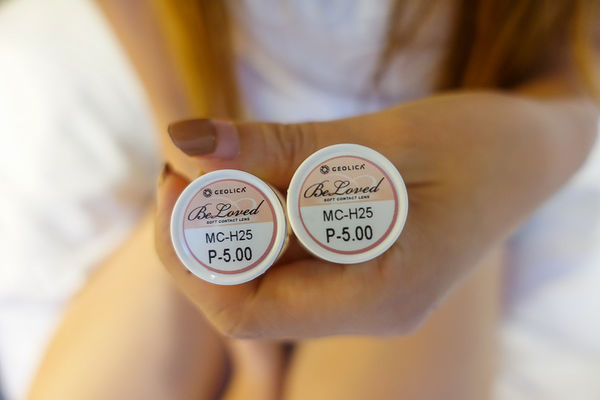 GEOLICA
BeLoved
SOFT CONTACT LENS
MC-H25
P-5.00
GEOLICA
BeLoved
SOFT CONTACT LENS
MC-H25
P-5.00